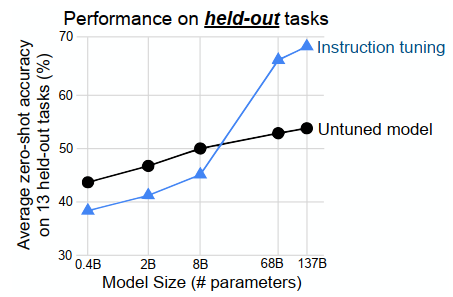 Performance on held-out tasks
Average zero-shot accuracy
on 13 held-out tasks (%)
70
60
50
40
30
Instruction tuning
Untuned model
0.4B 2B 8B 68B 137B
Model Size (# parameters)